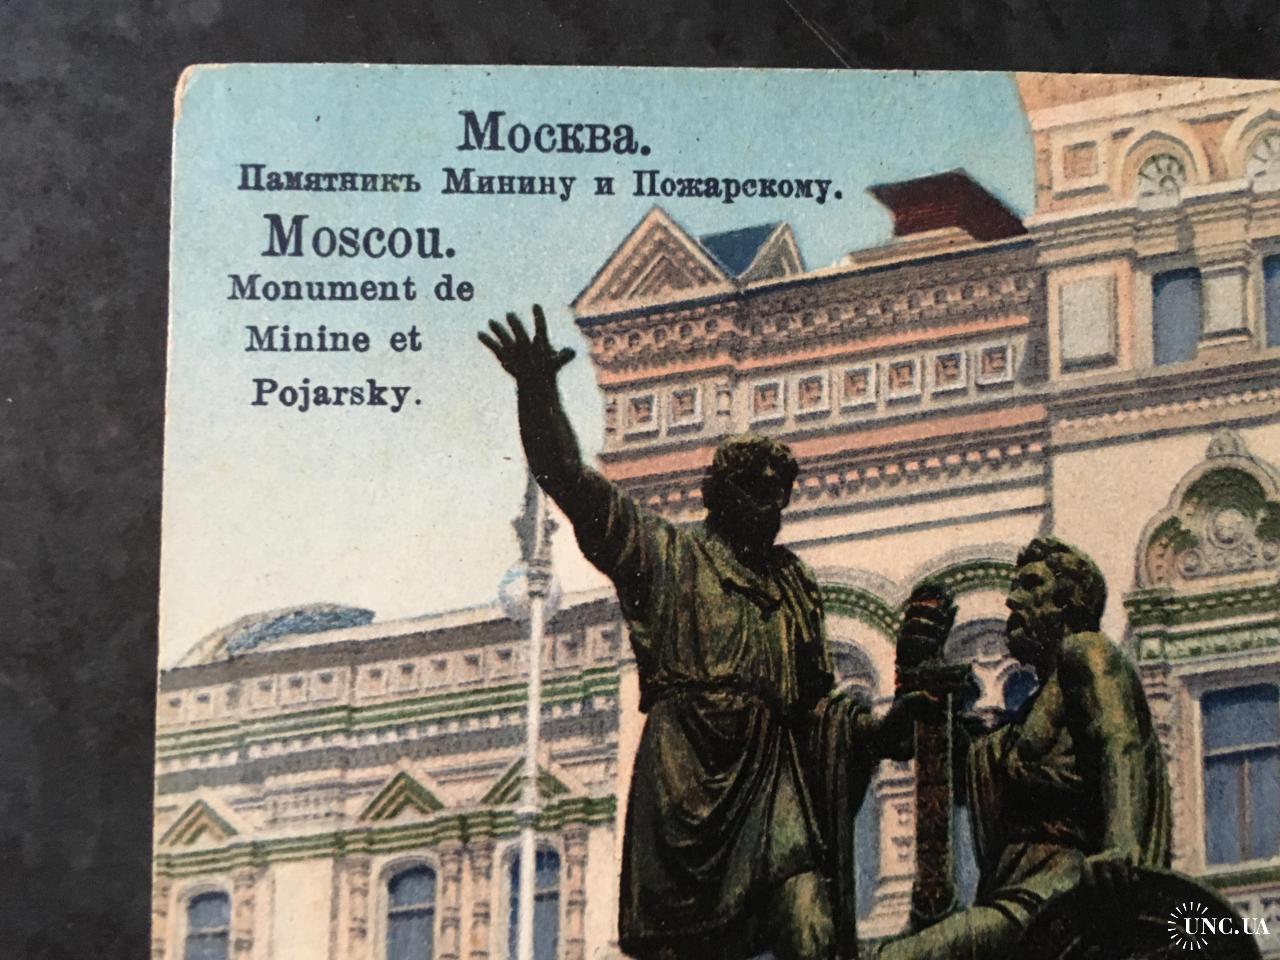 Москва.
Памятникъ Минину и Пожарскому.
Moscou.
Monument de
Minine et
Pojarsky.
UNC.UA